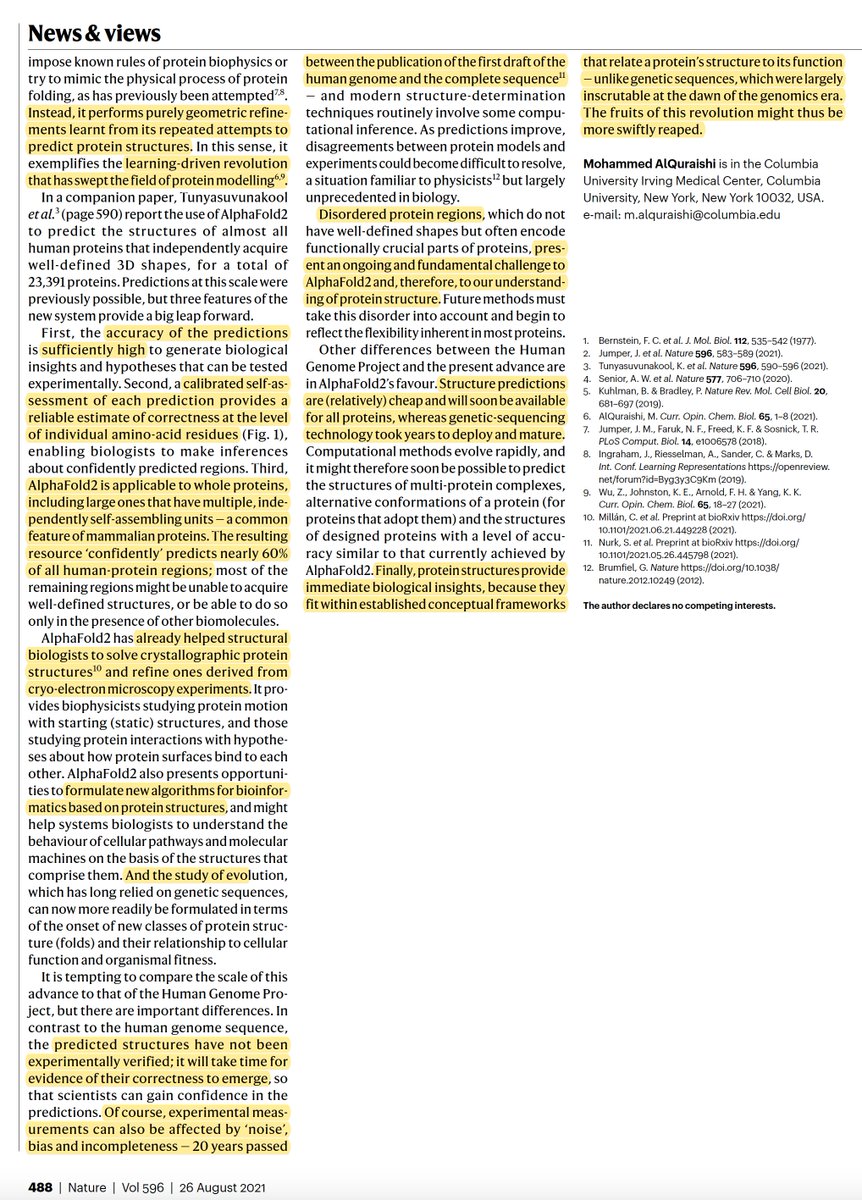 News & views
impose known rules of protein biophysics or
try to mimic the physical process of protein
folding, as has previously been attempted7,8.
Instead, it performs purely geometric refine-
ments learnt from its repeated attempts to
predict protein structures. In this sense, it
exemplifies the learning-driven revolution
that has swept the field of protein modelling6,9.
In a companion paper, Tunyasuvunakool
et al.3 (page 590) report the use of AlphaFold2
to predict the structures of almost all
human proteins that independently acquire
well-defined 3D shapes, for a total of
23,391 proteins. Predictions at this scale were
previously possible, but three features of the
new system provide a big leap forward.
First, the accuracy of the predictions
is sufficiently high to generate biological
insights and hypotheses that can be tested
experimentally. Second, a calibrated self-as-
sessment of each prediction provides a
reliable estimate of correctness at the level
of individual amino-acid residues (Fig. 1),
enabling biologists to make inferences
about confidently predicted regions. Third,
AlphaFold2 is applicable to whole proteins,
including large ones that have multiple, inde-
pendently self-assembling units — a common
feature of mammalian proteins. The resulting
resource ‘confidently’ predicts nearly 60%
of all human-protein regions; most of the
remaining regions might be unable to acquire
well-defined structures, or be able to do so
only in the presence of other biomolecules.
AlphaFold2 has already helped structural
biologists to solve crystallographic protein
structures10 and refine ones derived from
cryo-electron microscopy experiments. It pro-
vides biophysicists studying protein motion
with starting (static) structures, and those
studying protein interactions with hypothe-
ses about how protein surfaces bind to each
other. AlphaFold2 also presents opportuni-
ties to formulate new algorithms for bioinfor-
matics based on protein structures, and might
help systems biologists to understand the
behaviour of cellular pathways and molecular
machines on the basis of the structures that
comprise them. And the study of evolution,
which has long relied on genetic sequences,
can now more readily be formulated in terms
of the onset of new classes of protein struc-
ture (folds) and their relationship to cellular
function and organismal fitness.
It is tempting to compare the scale of this
advance to that of the Human Genome Pro-
ject, but there are important differences. In
contrast to the human genome sequence,
the predicted structures have not been
experimentally verified; it will take time for
evidence of their correctness to emerge, so
that scientists can gain confidence in the
predictions. Of course, experimental meas-
urements can also be affected by ‘noise’,
bias and incompleteness — 20 years passed
between the publication of the first draft of the
human genome and the complete sequence11
— and modern structure-determination
techniques routinely involve some compu-
tational inference. As predictions improve,
disagreements between protein models and
experiments could become difficult to resolve,
a situation familiar to physicists12 but largely
unprecedented in biology.
Disordered protein regions, which do not
have well-defined shapes but often encode
functionally crucial parts of proteins, pres-
ent an ongoing and fundamental challenge to
AlphaFold2 and, therefore, to our understand-
ing of protein structure. Future methods must
take this disorder into account and begin to
reflect the flexibility inherent in most proteins.
Other differences between the Human
Genome Project and the present advance are
in AlphaFold2’s favour. Structure predictions
are (relatively) cheap and will soon be available
for all proteins, whereas genetic-sequencing
technology took years to deploy and mature.
Computational methods evolve rapidly, and
it might therefore soon be possible to predict
the structures of multi-protein complexes,
alternative conformations of a protein (for
proteins that adopt them) and the structures
of designed proteins with a level of accu-
racy similar to that currently achieved by
AlphaFold2. Finally, protein structures provide
immediate biological insights, because they
fit within established conceptual frameworks
that relate a protein’s structure to its function
— unlike genetic sequences, which were largely
inscrutable at the dawn of the genomics era.
The fruits of this revolution might thus be
more swiftly reaped.
Mohammed AlQuraishi is in the Columbia
University Irving Medical Center, Columbia
University, New York, New York 10032, USA.
e-mail: m.alquraishi@columbia.edu
1. Bernstein, F. C. et al. J. Mol. Biol. 112, 535–542 (1977).
2. Jumper, J. et al. Nature 596, 583–589 (2021).
3. Tunyasuvunakool, K. et al. Nature 596, 590–596 (2021).
4. Senior, A. W. et al. Nature 577, 706–710 (2020).
5. Kuhlman, B. & Bradley, P. Nature Rev. Mol. Cell Biol. 20,
681–697 (2019).
6. AlQuraishi, M. Curr. Opin. Chem. Biol. 65, 1–8 (2021).
7. Jumper, J. M., Faruk, N. F., Freed, K. F. & Sosnick, T. R.
PLoS Comput. Biol. 14, e1006578 (2018).
8. Ingraham, J., Riesselman, A., Sander, C. & Marks, D.
Int. Conf. Learning Representations https://openreview.
net/forum?id=Byg3y3C9Km (2019).
9. Wu, Z., Johnston, K. E., Arnold, F. H. & Yang, K. K.
Curr. Opin. Chem. Biol. 65, 18–27 (2021).
10. Millán, C. et al. Preprint at bioRxiv https://doi.org/
10.1101/2021.06.21.449228 (2021).
11. Nurk, S. et al. Preprint at bioRxiv https://doi.org/
10.1101/2021.05.26.445798 (2021).
12. Brumfiel, G. Nature https://doi.org/10.1038/
nature.2012.10249 (2012).
The author declares no competing interests.
488 | Nature | Vol 596 | 26 August 2021